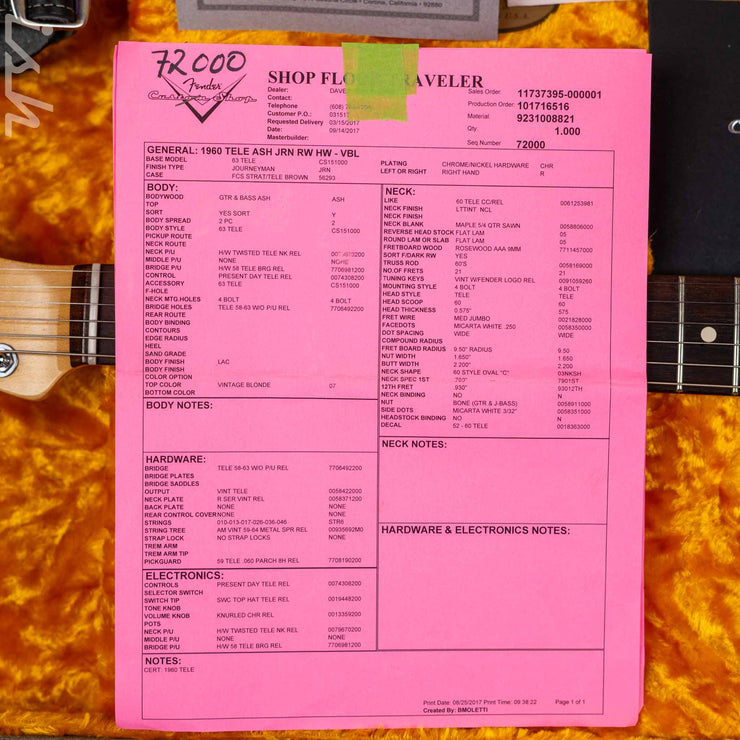 U.S.A.
Corona, California • 92880
ish
72000
Fender
Custom Shop
SHOP FLO RAVELER
Dealer: DAVE
Contact:
Telephone (608)
Customer P.O.: 03151
Requested Delivery 03/15/2017
Date: 09/14/2017
Masterbuilder:
Sales Order: 11737395-000001
Production Order: 101716516
Material: 9231008821
Qty: 1.000
Seq Number 72000
GENERAL: 1960 TELE ASH JRN RW HW - VBL
BASE MODEL 63 TELE CS151000
FINISH TYPE JOURNEYMAN JRN
CASE FCS STRAT/TELE BROWN 56293
PLATING CHROME/NICKEL HARDWARE CHR
LEFT OR RIGHT RIGHT HAND R
BODY:
BODYWOOD GTR & BASS ASH ASH
TOP
SORT YES SORT Y
BODY SPREAD 2 PC 2
BODY STYLE 63 TELE CS151000
PICKUP ROUTE
NECK ROUTE
NECK P/U H/W TWISTED TELE NK REL
MIDDLE P/U NONE NONE
BRIDGE P/U H/W 58 TELE BRG REL 7706981200
CONTROL PRESENT DAY TELE REL 0074308200
ACCESSORY 63 TELE CS151000
F-HOLE
NECK MTG.HOLES 4 BOLT 4 BOLT
BRIDGE HOLES TELE 58-63 W/O P/U REL 7706492200
REAR ROUTE
BODY BINDING
CONTOURS
EDGE RADIUS
HEEL
SAND GRADE
BODY FINISH LAC
BODY FINISH
COLOR OPTION
TOP COLOR VINTAGE BLONDE 07
BOTTOM COLOR
BODY NOTES:
HARDWARE:
BRIDGE TELE 58-63 W/O P/U REL 7706492200
BRIDGE PLATES
BRIDGE SADDLES
OUTPUT VINT TELE 0058422000
NECK PLATE R SER VINT REL 0058371200
BACK PLATE NONE NONE
REAR CONTROL COVER NONE NONE
STRINGS 010-013-017-026-036-046 STR6
STRING TREE AM VINT 59-64 METAL SPR REL 00935692M0
STRAP LOCK NO STRAP LOCKS NONE
TREM ARM
TREM ARM TIP
PICKGUARD 59 TELE .060 PARCH 8H REL 7708190200
ELECTRONICS:
CONTROLS PRESENT DAY TELE REL 0074308200
SELECTOR SWITCH
SWITCH TIP SWC TOP HAT TELE REL 0019448200
TONE KNOB
VOLUME KNOB KNURLED CHR REL 0013359200
POTS
NECK P/U H/W TWISTED TELE NK REL 0079670200
MIDDLE P/U NONE NONE
BRIDGE P/U H/W 58 TELE BRG REL 7706981200
NECK:
LIKE 60 TELE CC/REL 0061253981
NECK FINISH LTTINT NCL
NECK FINISH
NECK BLANK MAPLE 5/4 QTR SAWN 0058806000
REVERSE HEAD STOCK FLAT LAM 05
ROUND LAM OR SLAB FLAT LAM 05
FRETBOARD WOOD ROSEWOOD AAA 9MM 7711457000
SORT F/DARK RW YES
TRUSS ROD 60'S 0058169000
NO.OF FRETS 21 21
TUNING KEYS VINT W/FENDER LOGO REL 0091059260
MOUNTING STYLE 4 BOLT 4 BOLT
HEAD STYLE TELE TELE
HEAD SCOOP 60 60
HEAD THICKNESS 0.575" 575
FRET WIRE MED JUMBO 0021828000
FACEDOTS MICARTA WHITE .250 0058350000
DOT SPACING WIDE WIDE
COMPOUND RADIUS
FRET BOARD RADIUS 9.50" RADIUS 9.50
NUT WIDTH 1.650" 1.650
BUTT WIDTH 2.200" 2.200
NECK SHAPE 60 STYLE OVAL "C" 03NKSH
NECK SPEC 1ST 7901ST
12TH FRET .930" 93012TH
NECK BINDING NO N
NUT BONE (GTR & J-BASS) 0058911000
SIDE DOTS MICARTA WHITE 3/32" 0058351000
HEADSTOCK BINDING NO N
DECAL 52 - 60 TELE 0018363000
NECK NOTES:
HARDWARE & ELECTRONICS NOTES:
NOTES:
CERT: 1960 TELE
Print Date: 08/25/2017 Print Time: 09:38:22 Page 1 of 1
Created By: BMOLETTI